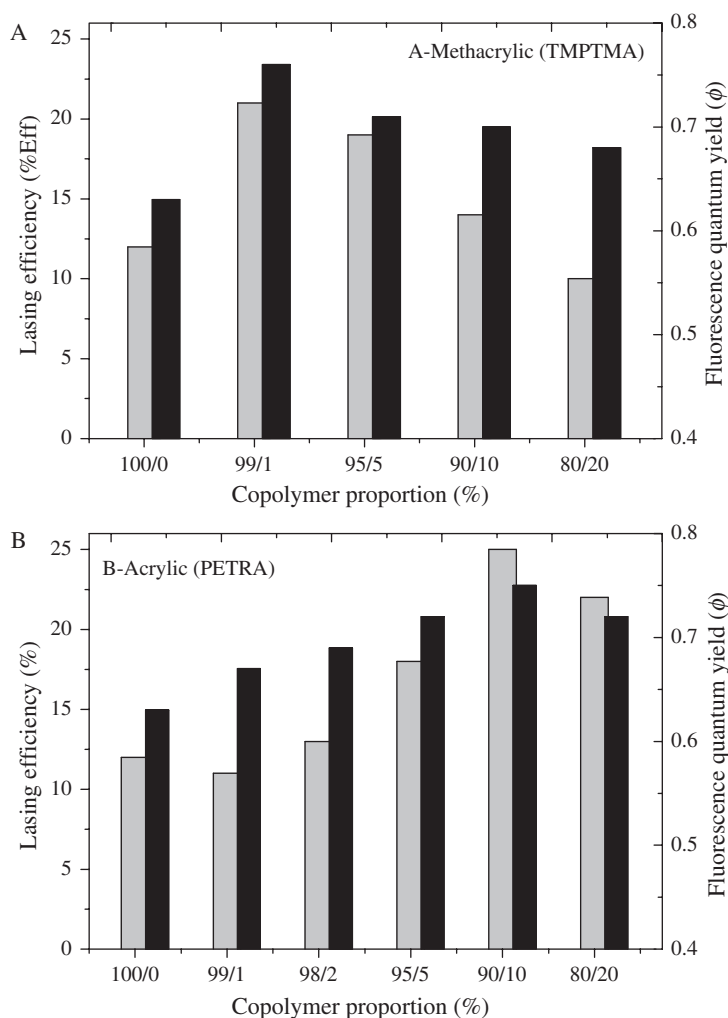 A
A-Methacrylic (TMPTMA)
Lasing efficiency (%Eff)
25
20
15
10
5
0
Fluorescence quantum yield (ϕ)
0.8
0.7
0.6
0.5
0.4
100/0 99/1 95/5 90/10 80/20
Copolymer proportion (%)
B
B-Acrylic (PETRA)
Lasing efficiency (%)
25
20
15
10
5
0
Fluorescence quantum yield (ϕ)
0.8
0.7
0.6
0.5
0.4
100/0 99/1 98/2 95/5 90/10 80/20
Copolymer proportion (%)